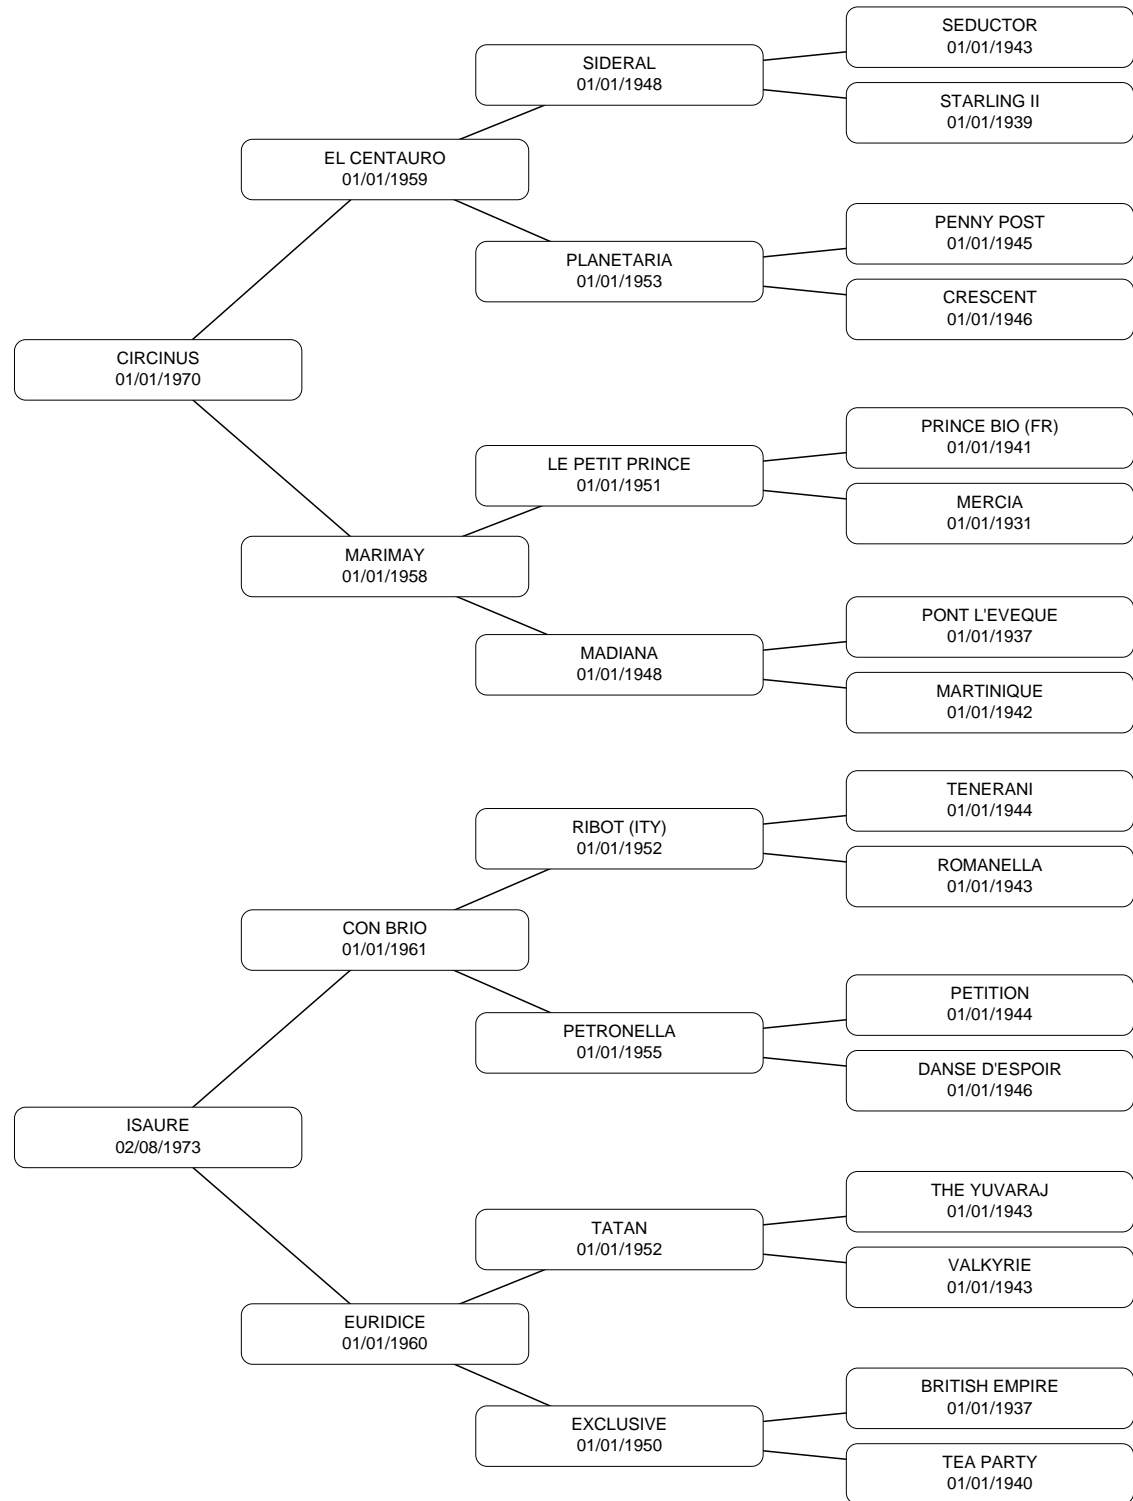 SEDUCTOR
01/01/1943
SIDERAL
01/01/1948
STARLING II
01/01/1939
EL CENTAURO
01/01/1959
PENNY POST
01/01/1945
PLANETARIA
01/01/1953
CRESCENT
01/01/1946
CIRCINUS
01/01/1970
PRINCE BIO (FR)
01/01/1941
LE PETIT PRINCE
01/01/1951
MERCIA
01/01/1931
MARIMAY
01/01/1958
PONT L'EVEQUE
01/01/1937
MADIANA
01/01/1948
MARTINIQUE
01/01/1942
TENERANI
01/01/1944
RIBOT (ITY)
01/01/1952
ROMANELLA
01/01/1943
CON BRIO
01/01/1961
PETITION
01/01/1944
PETRONELLA
01/01/1955
DANSE D'ESPOIR
01/01/1946
ISAURE
02/08/1973
THE YUVARAJ
01/01/1943
TATAN
01/01/1952
VALKYRIE
01/01/1943
EURIDICE
01/01/1960
BRITISH EMPIRE
01/01/1937
EXCLUSIVE
01/01/1950
TEA PARTY
01/01/1940